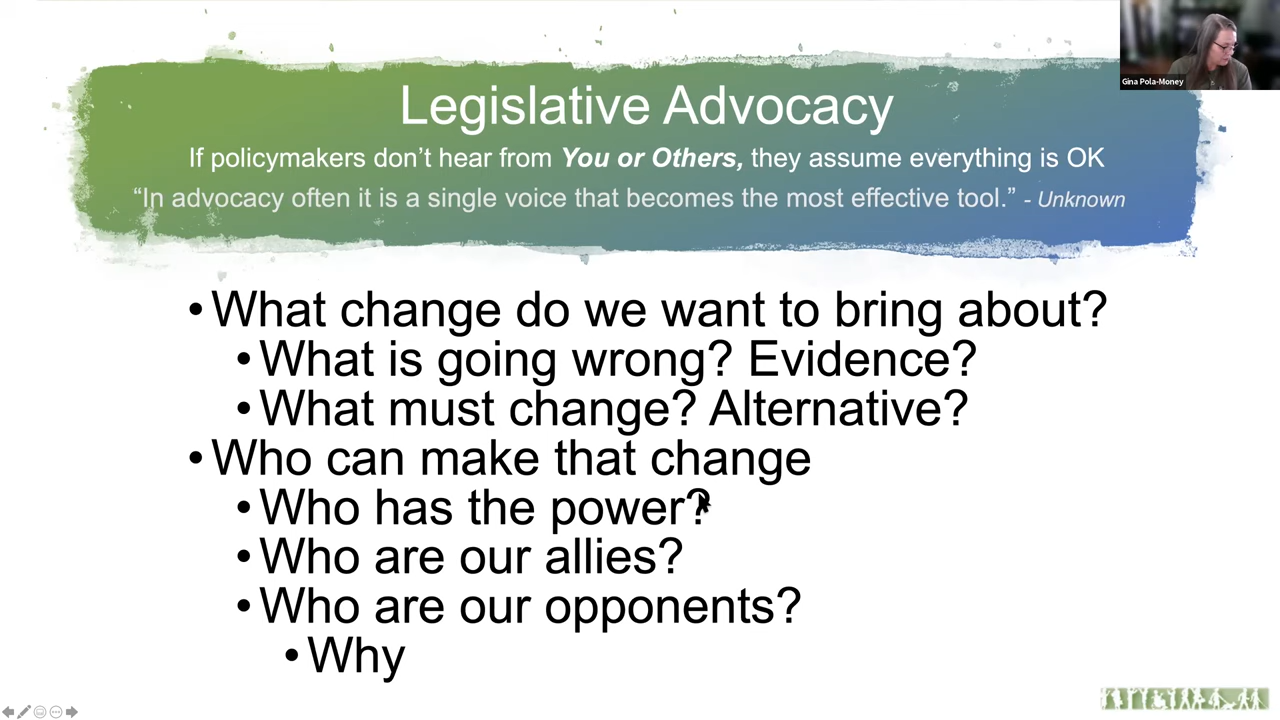 Gina Pola-Money
Legislative Advocacy
If policymakers don’t hear from You or Others, they assume everything is OK
“In advocacy often it is a single voice that becomes the most effective tool.” - Unknown
•What change do we want to bring about?
•What is going wrong? Evidence?
•What must change? Alternative?
•Who can make that change
•Who has the power?
•Who are our allies?
•Who are our opponents?
•Why